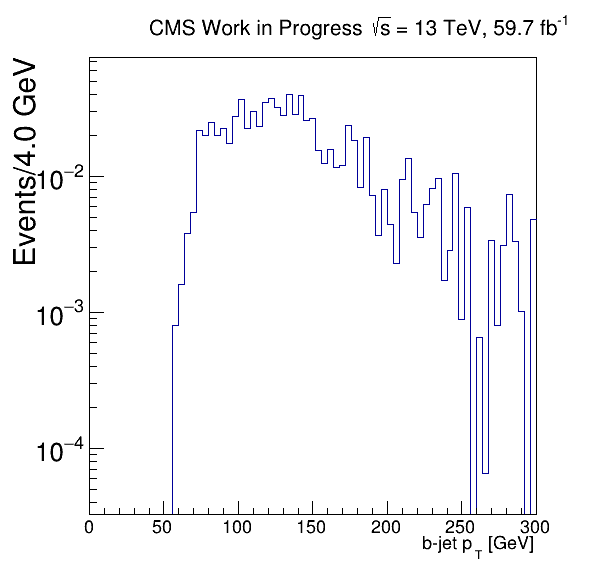 CMS Work in Progress √s = 13 TeV, 59.7 fb⁻¹
Events/4.0 GeV
10⁻²
10⁻³
10⁻⁴
0 50 100 150 200 250 300
b-jet p_T [GeV]